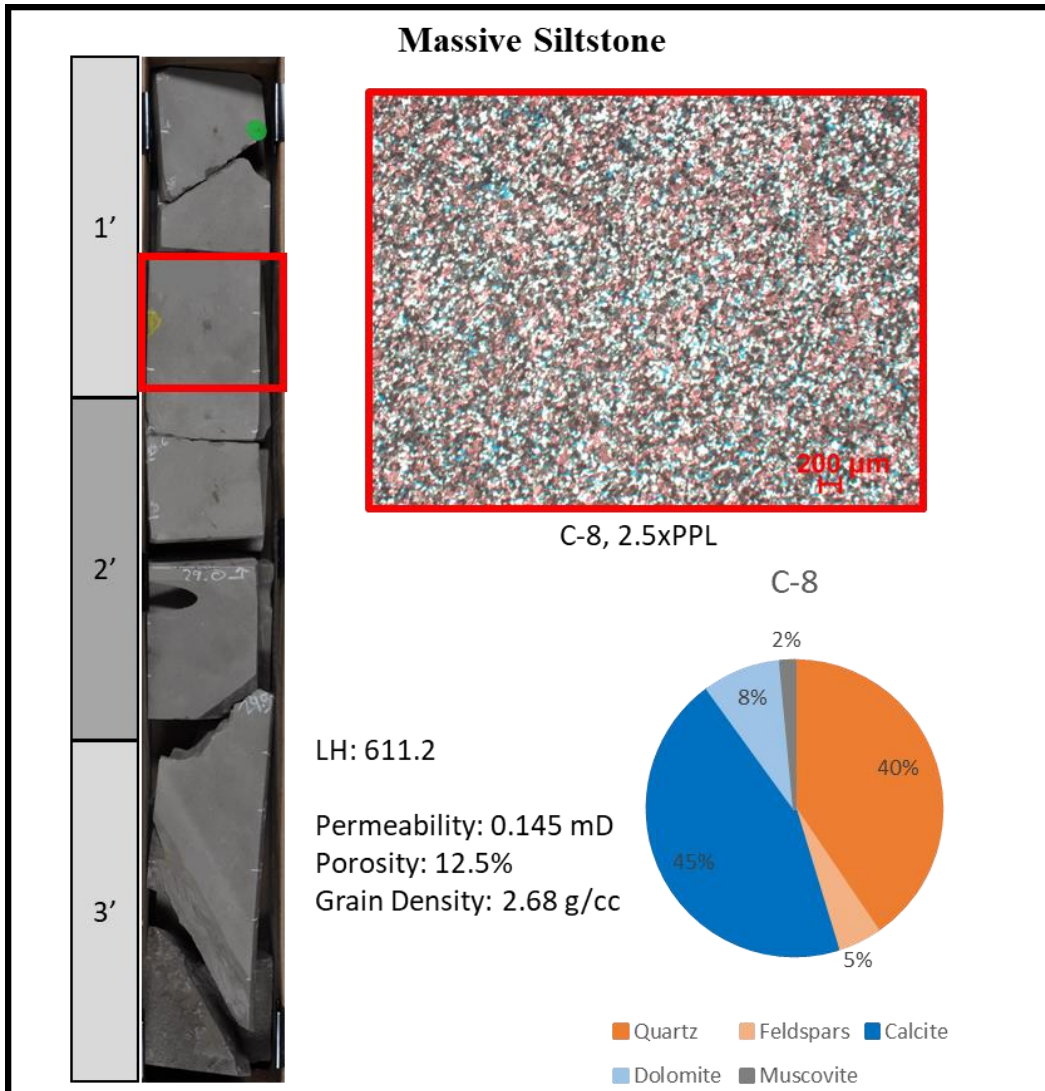 Massive Siltstone
1’
2’
3’
200 µm
C-8, 2.5xPPL
C-8
2%
8%
40%
45%
5%
LH: 611.2
Permeability: 0.145 mD
Porosity: 12.5%
Grain Density: 2.68 g/cc
Quartz Feldspars Calcite
Dolomite Muscovite